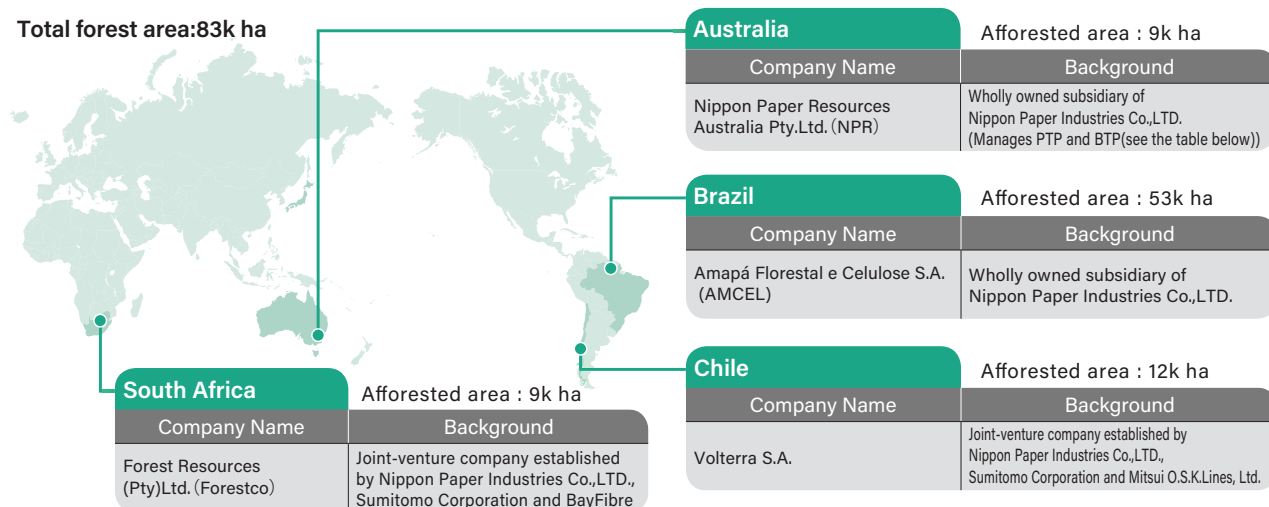 Total forest area:83k ha
Australia
Afforested area : 9k ha
Company Name
Background
Nippon Paper Resources
Australia Pty.Ltd.(NPR)
Wholly owned subsidiary of
Nippon Paper Industries Co.,LTD.
(Manages PTP and BTP(see the table below))
Brazil
Afforested area : 53k ha
Company Name
Background
Amapá Florestal e Celulose S.A.
(AMCEL)
Wholly owned subsidiary of
Nippon Paper Industries Co.,LTD.
Chile
Afforested area : 12k ha
Company Name
Background
Volterra S.A.
Joint-venture company established by
Nippon Paper Industries Co.,LTD.,
Sumitomo Corporation and Mitsui O.S.K.Lines, Ltd.
South Africa
Afforested area : 9k ha
Company Name
Background
Forest Resources
(Pty)Ltd.(Forestco)
Joint-venture company established
by Nippon Paper Industries Co.,LTD.,
Sumitomo Corporation and BayFibre